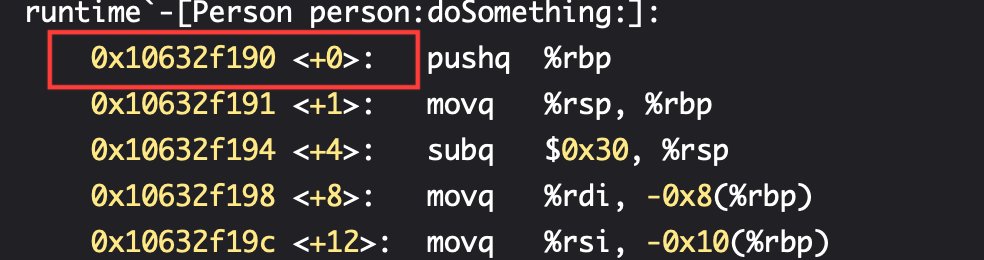 runtime`-[Person person:doSomething:]:
0x10632f190 <+0>: pushq %rbp
0x10632f191 <+1>: movq %rsp, %rbp
0x10632f194 <+4>: subq $0x30, %rsp
0x10632f198 <+8>: movq %rdi, -0x8(%rbp)
0x10632f19c <+12>: movq %rsi, -0x10(%rbp)